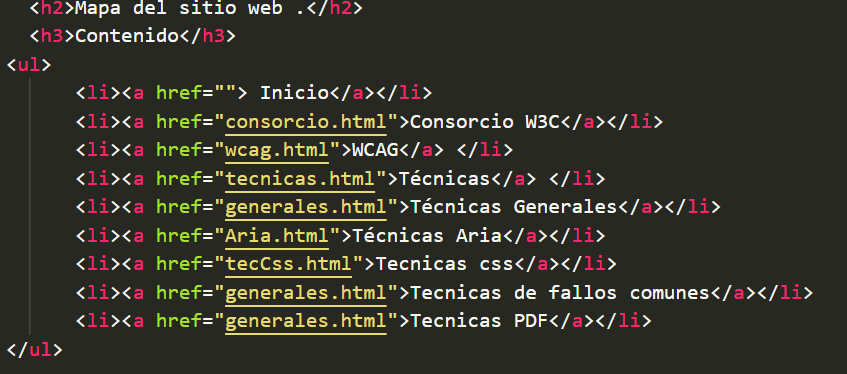 <h2>Mapa del sitio web .</h2>
<h3>Contenido</h3>
<ul>
<li><a href=""> Inicio</a></li>
<li><a href="consorcio.html">Consorcio W3C</a></li>
<li><a href="wcag.html">WCAG</a> </li>
<li><a href="tecnicas.html">Técnicas</a> </li>
<li><a href="generales.html">Técnicas Generales</a></li>
<li><a href="Aria.html">Técnicas Aria</a></li>
<li><a href="tecCss.html">Tecnicas css</a></li>
<li><a href="generales.html">Tecnicas de fallos comunes</a></li>
<li><a href="generales.html">Tecnicas PDF</a></li>
</ul>